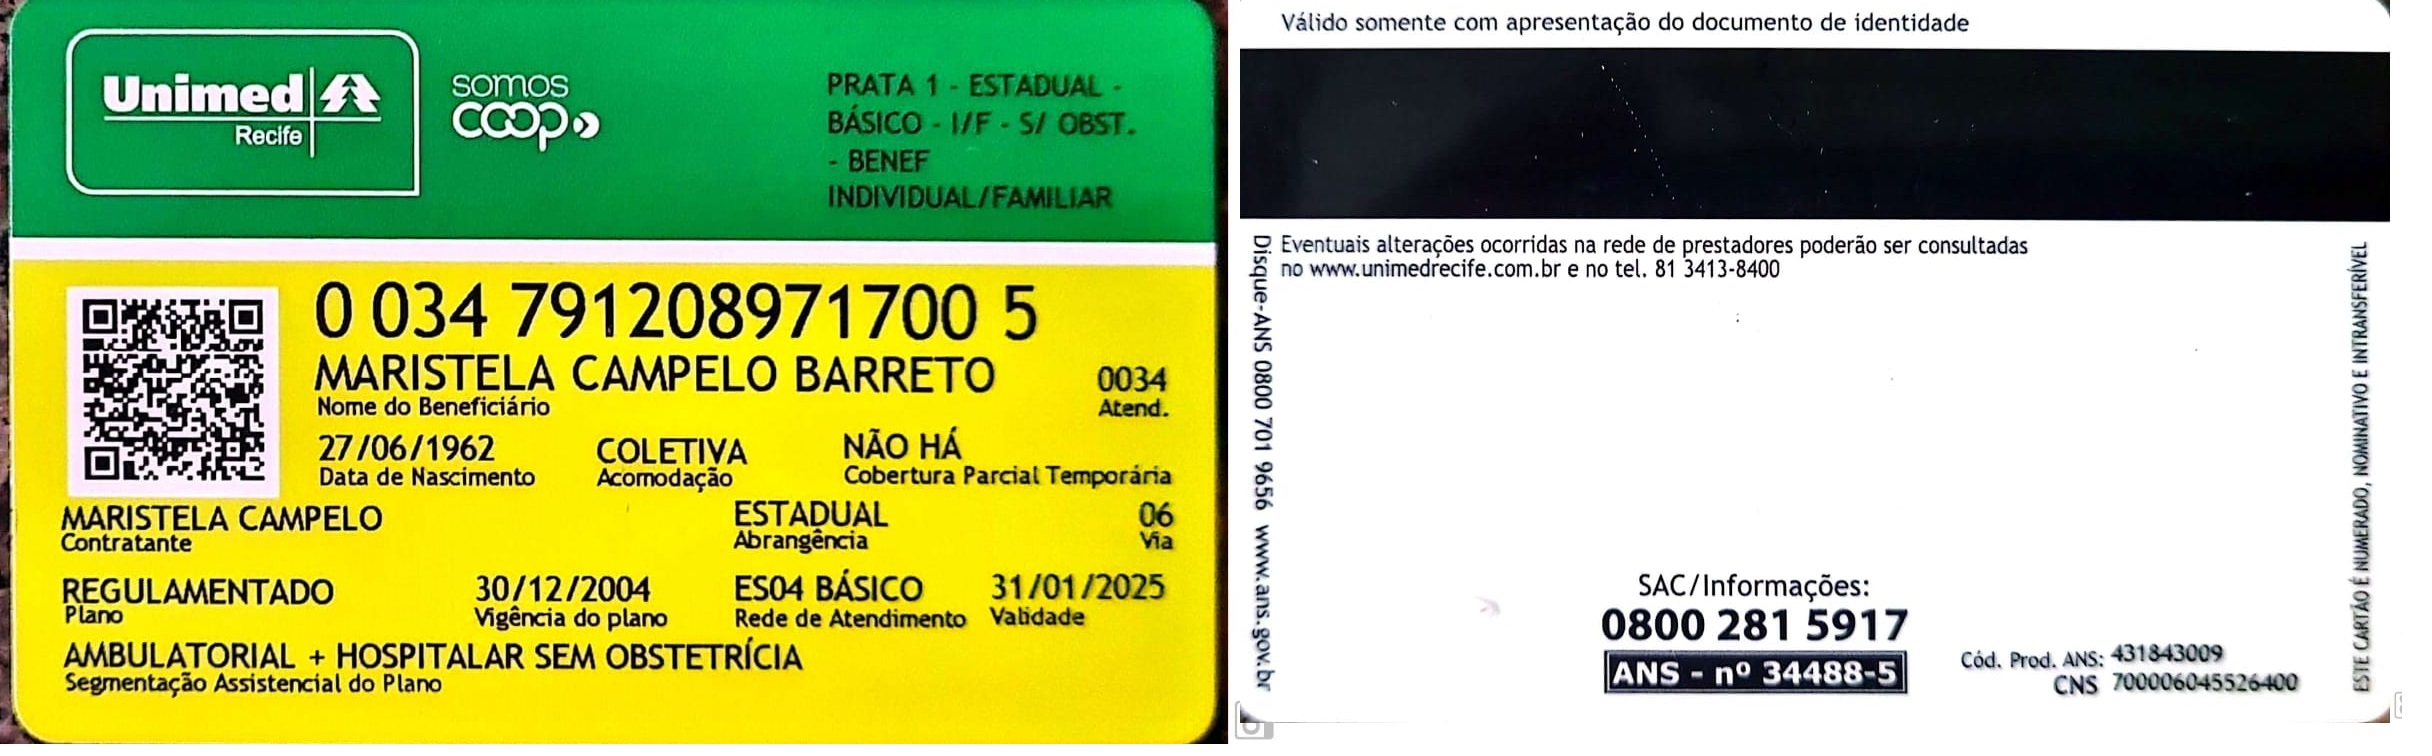 Unimed
Recife
somos
coop
PRATA 1 - ESTADUAL -
BÁSICO - I/F - S/ OBST.
- BENEF
INDIVIDUAL/FAMILIAR
0 034 791208971700 5
MARISTELA CAMPELO BARRETO
Nome do Beneficiário
0034
Atend.
27/06/1962
Data de Nascimento
COLETIVA
Acomodação
NÃO HÁ
Cobertura Parcial Temporária
MARISTELA CAMPELO
Contratante
ESTADUAL
Abrangência
06
Via
REGULAMENTADO
Plano
30/12/2004
Vigência do plano
ES04 BÁSICO
Rede de Atendimento
31/01/2025
Validade
AMBULATORIAL + HOSPITALAR SEM OBSTETRÍCIA
Segmentação Assistencial do Plano
Válido somente com apresentação do documento de identidade
Eventuais alterações ocorridas na rede de prestadores poderão ser consultadas
no www.unimedrecife.com.br e no tel. 81 3413-8400
Disque-ANS 0800 701 9656 www.ans.gov.br
SAC/Informações:
0800 281 5917
ANS - nº 34488-5
Cód. Prod. ANS: 431843009
CNS 700006045526400
ESTE CARTÃO É NUMERADO, NOMINATIVO E INTRANSFERÍVEL